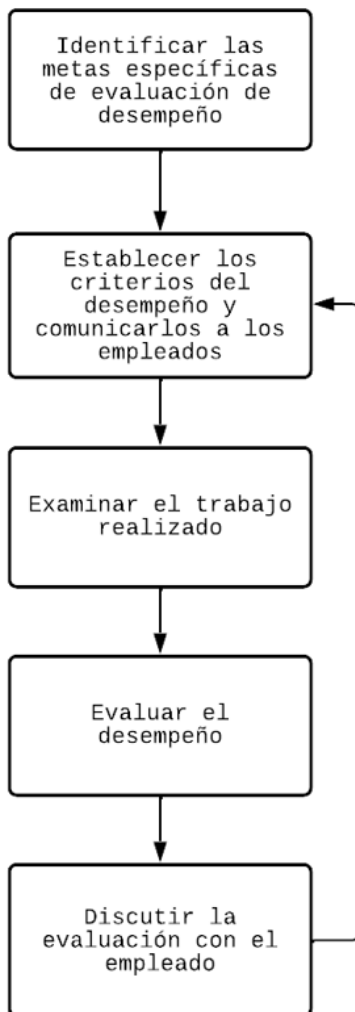 Identificar las
metas específicas
de evaluación de
desempeño
Establecer los
criterios del
desempeño y
comunicarlos a los
empleados
Examinar el trabajo
realizado
Evaluar el
desempeño
Discutir la
evaluación con el
empleado